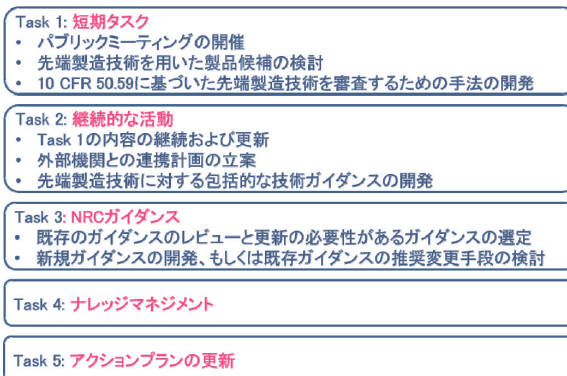 Task 1: 短期タスク
• パブリックミーティングの開催
• 先端製造技術を用いた製品候補の検討
• 10 CFR 50.59に基づいた先端製造技術を審査するための手法の開発
Task 2: 継続的な活動
• Task 1の内容の継続および更新
• 外部機関との連携計画の立案
• 先端製造技術に対する包括的な技術ガイダンスの開発
Task 3: NRCガイダンス
• 既存のガイダンスのレビューと更新の必要性があるガイダンスの選定
• 新規ガイダンスの開発、もしくは既存ガイダンスの推奨変更手段の検討
Task 4: ナレッジマネジメント
Task 5: アクションプランの更新